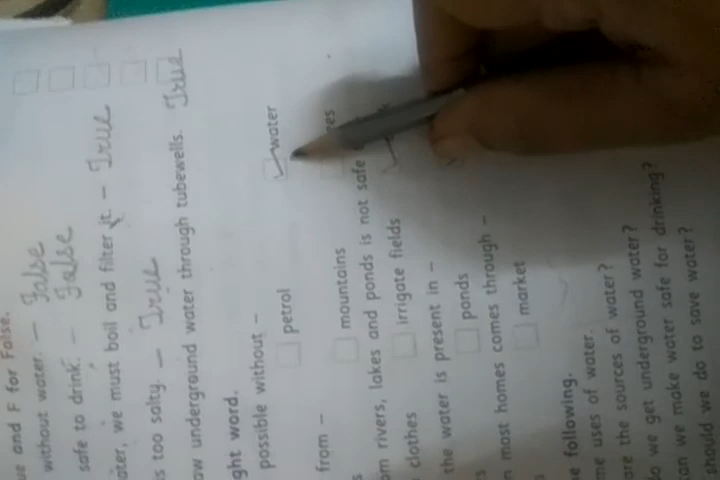 ue and F for False.
without water. – False
safe to drink. – False
ater, we must boil and filter it. – True
s too salty. – True
aw underground water through tubewells. True
ght word.
possible without –
petrol water
from –
mountains
om rivers, lakes and ponds is not safe
clothes irrigate fields
the water is present in –
ponds
n most homes comes through –
market
e following.
me uses of water.
are the sources of water?
do we get underground water?
can we make water safe for drinking?
should we do to save water?